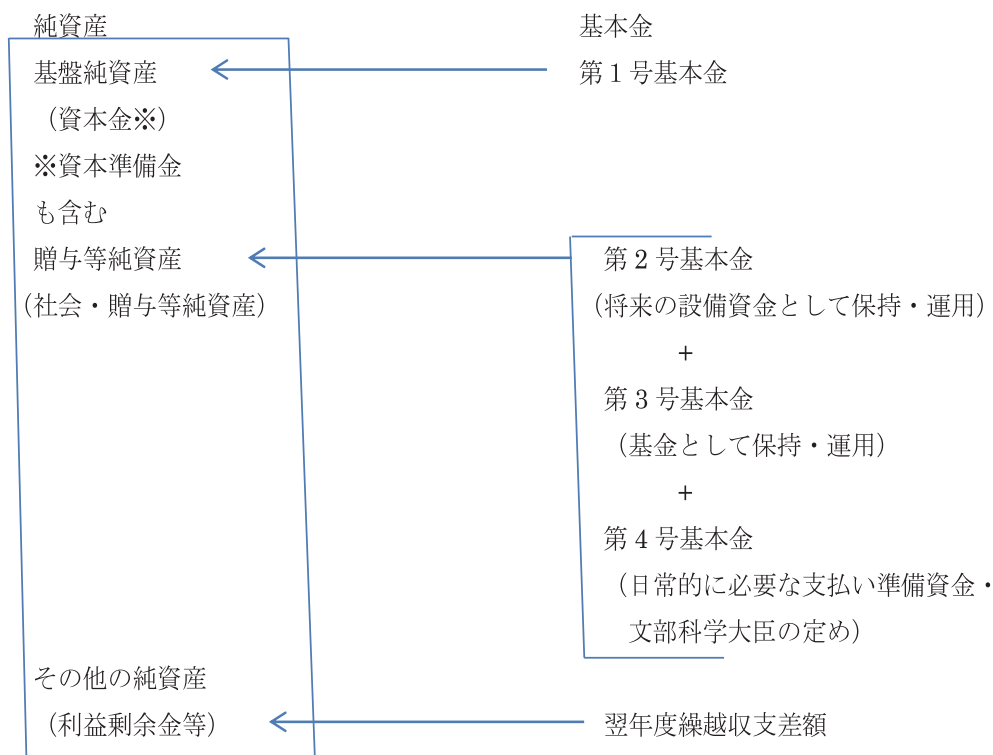 純資産
基盤純資産
（資本金※）
※資本準備金
も含む
贈与等純資産
（社会・贈与等純資産）
その他の純資産
（利益剰余金等）
基本金
第１号基本金
第２号基本金
（将来の設備資金として保持・運用）
+
第３号基本金
（基金として保持・運用）
+
第４号基本金
（日常的に必要な支払い準備資金・
文部科学大臣の定め）
翌年度繰越収支差額